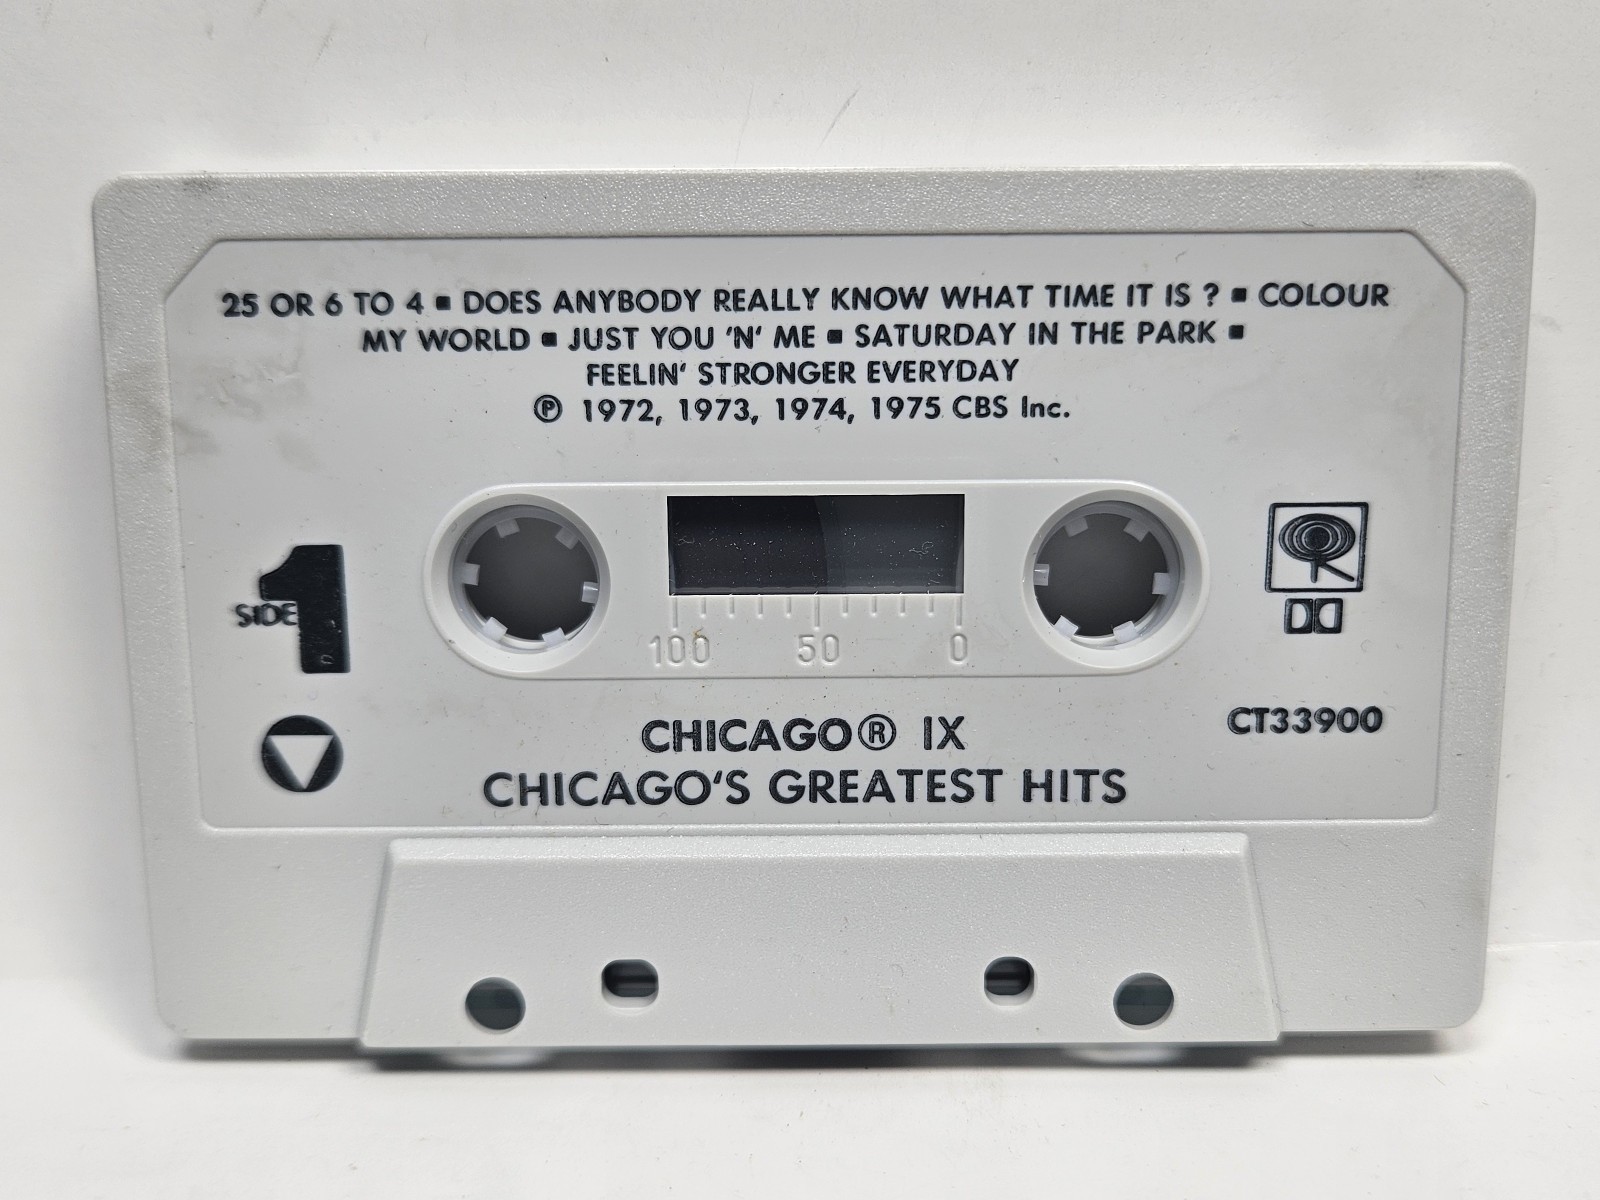 25 OR 6 TO 4 ▪ DOES ANYBODY REALLY KNOW WHAT TIME IT IS ? ▪ COLOUR
MY WORLD ▪ JUST YOU 'N' ME ▪ SATURDAY IN THE PARK ▪
FEELIN' STRONGER EVERYDAY
℗ 1972, 1973, 1974, 1975 CBS Inc.
SIDE 1
100 50 0
CT33900
CHICAGO® IX
CHICAGO'S GREATEST HITS